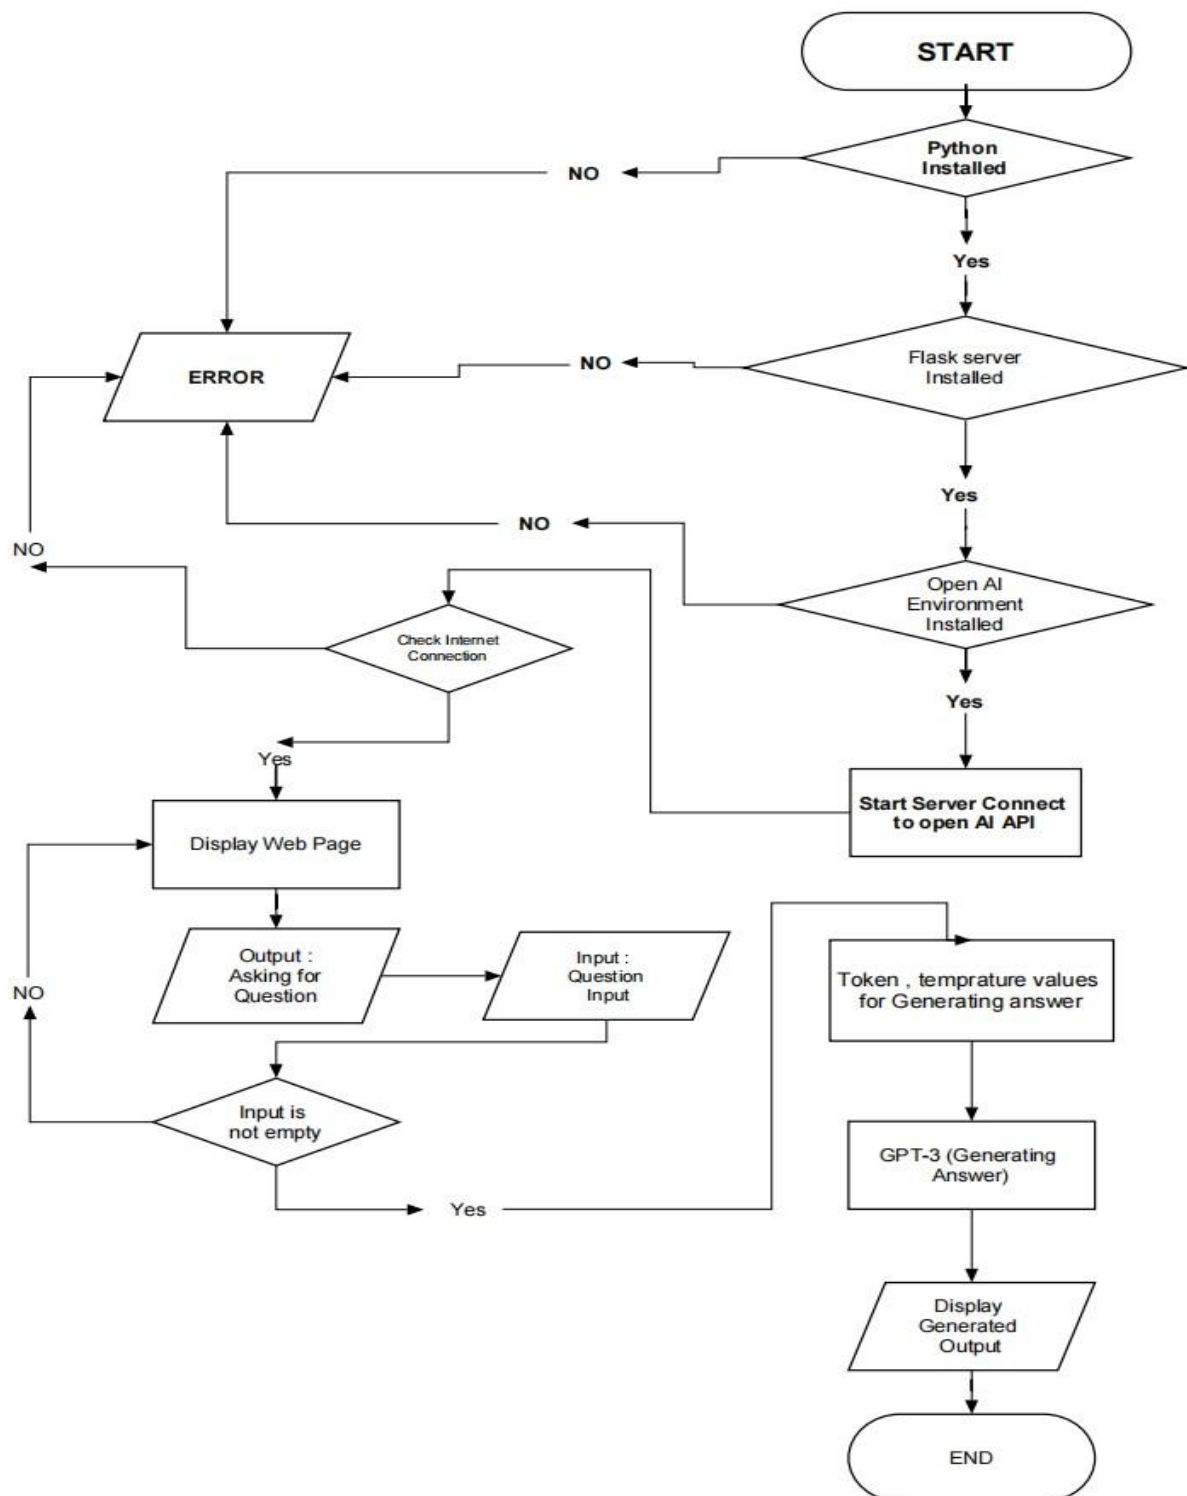 START
Python
Installed
NO
Yes
Flask server
Installed
NO
ERROR
Yes
NO
Open AI
Environment
Installed
NO
Check Internet
Connection
Yes
Start Server Connect
to open AI API
Yes
Display Web Page
Output :
Asking for
Question
Input :
Question
Input
NO
Input is
not empty
Yes
Token , temprature values
for Generating answer
GPT-3 (Generating
Answer)
Display
Generated
Output
END